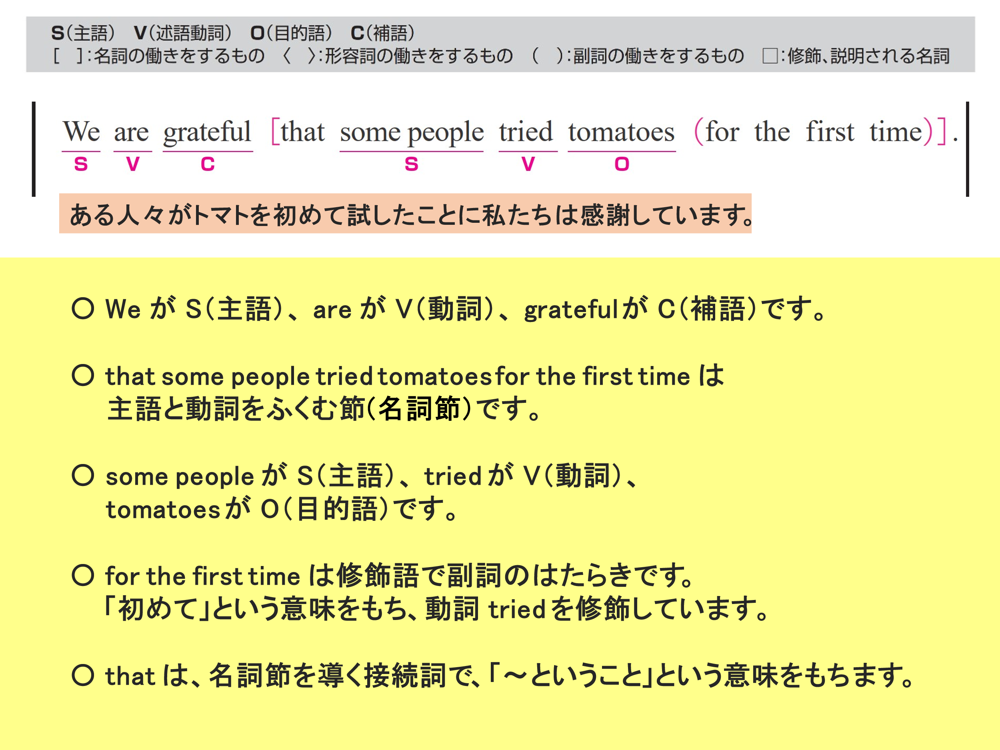 S(主語) V(述語動詞) O(目的語) C(補語)
[ ]:名詞の働きをするもの 〈 〉:形容詞の働きをするもの ( ):副詞の働きをするもの □:修飾、説明される名詞
We are grateful [that some people tried tomatoes (for the first time)].
S V C S V O
ある人々がトマトを初めて試したことに私たちは感謝しています。
○ We が S(主語)、are が V(動詞)、gratefulが C(補語)です。
○ that some people tried tomatoes for the first time は
主語と動詞をふくむ節(名詞節)です。
○ some people が S(主語)、tried が V(動詞)、
tomatoes が O(目的語)です。
○ for the first time は修飾語で副詞のはたらきです。
「初めて」という意味をもち、動詞 tried を修飾しています。
○ that は、名詞節を導く接続詞で、「～ということ」という意味をもちます。